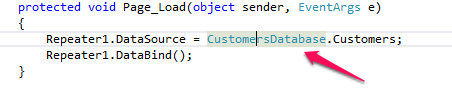 protected void Page_Load(object sender, EventArgs e)
{
Repeater1.DataSource = CustomersDatabase.Customers;
Repeater1.DataBind();
}